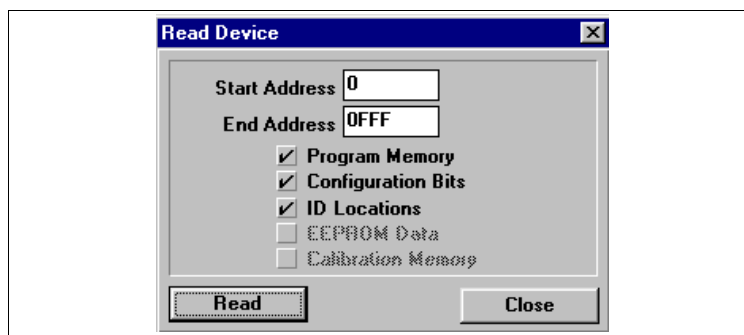 Read Device
Start Address 0
End Address 0FFF
Program Memory
Configuration Bits
ID Locations
EEPROM Data
Calibration Memory
Read Close